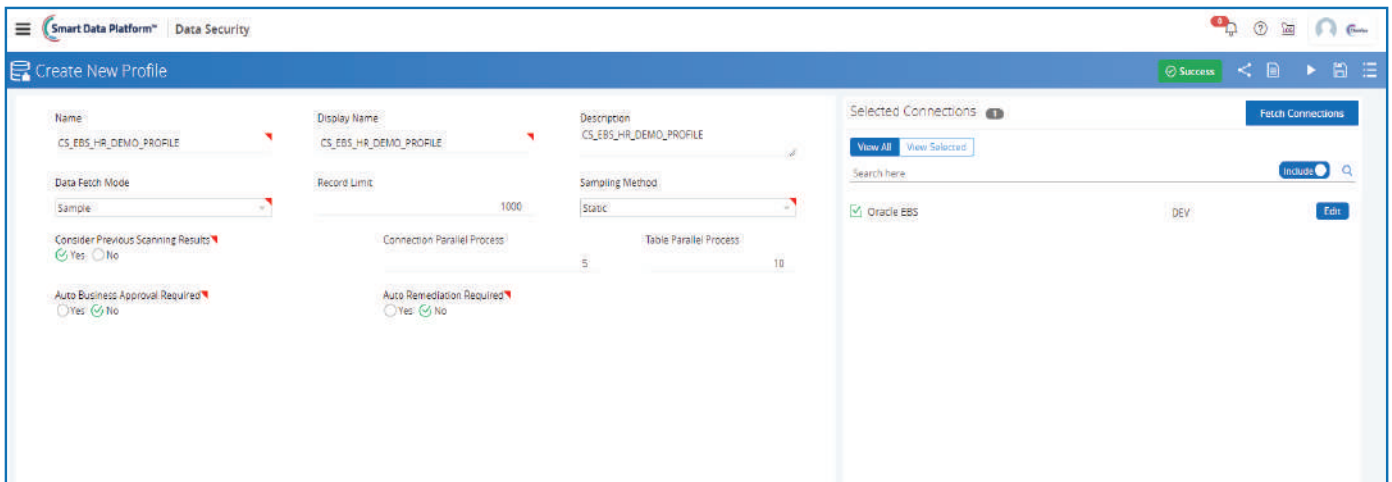 Smart Data Platform™ Data Security
0
Create New Profile
Success
Name
CS_EBS_HR_DEMO_PROFILE
Display Name
CS_EBS_HR_DEMO_PROFILE
Description
CS_EBS_HR_DEMO_PROFILE
Data Fetch Mode
Sample
Record Limit
1000
Sampling Method
Static
Consider Previous Scanning Results
Yes No
Connection Parallel Process
5
Table Parallel Process
10
Auto Business Approval Required
Yes No
Auto Remediation Required
Yes No
Selected Connections 1
Fetch Connections
View All View Selected
Search here
Include
Oracle EBS DEV Edit